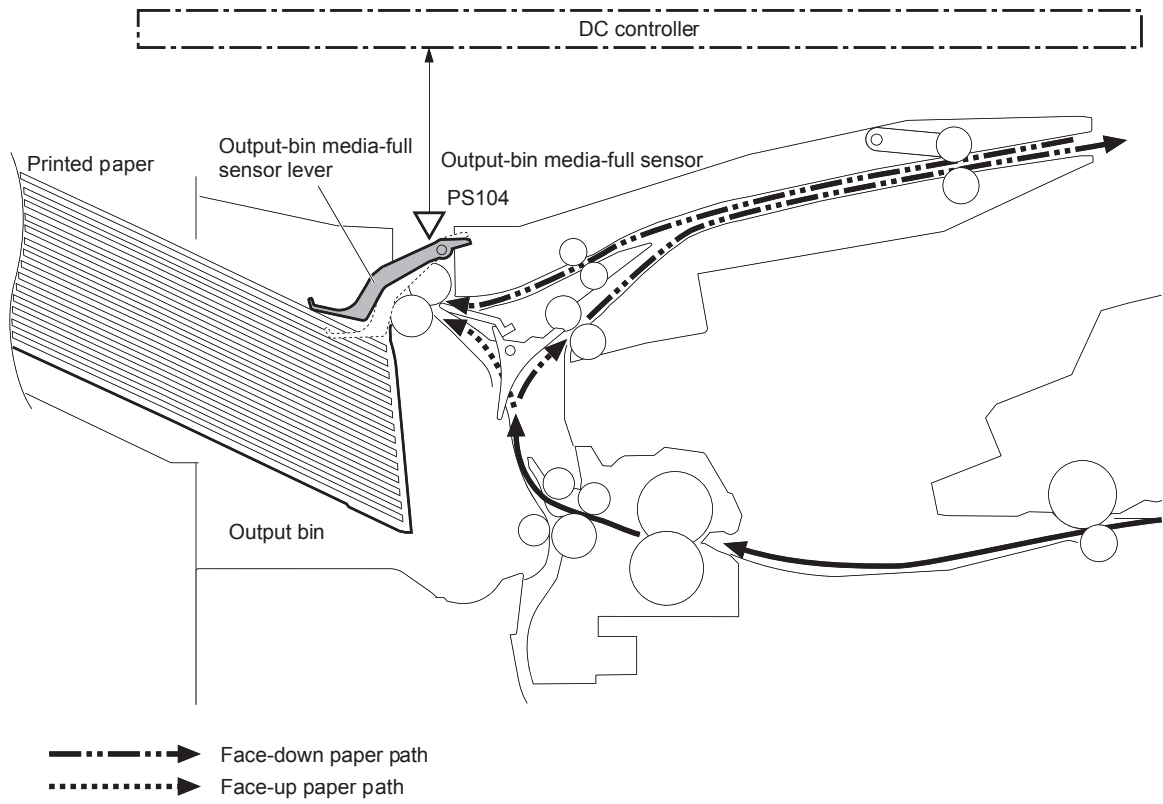 DC controller
Output-bin media-full
sensor lever
Printed paper
Output-bin media-full sensor
PS104
Output bin
Face-down paper path
Face-up paper path